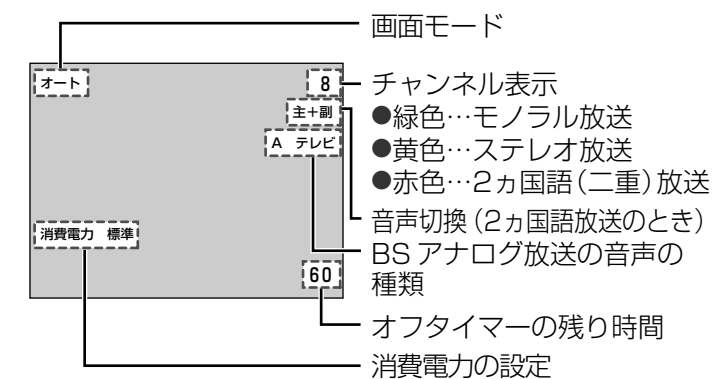 画面モード
オート
8
チャンネル表示
主+副
●緑色…モノラル放送
A テレビ
●黄色…ステレオ放送
●赤色…2ヵ国語(二重)放送
音声切換(2ヵ国語放送のとき)
消費電力 標準
BSアナログ放送の音声の
種類
60
オフタイマーの残り時間
消費電力の設定